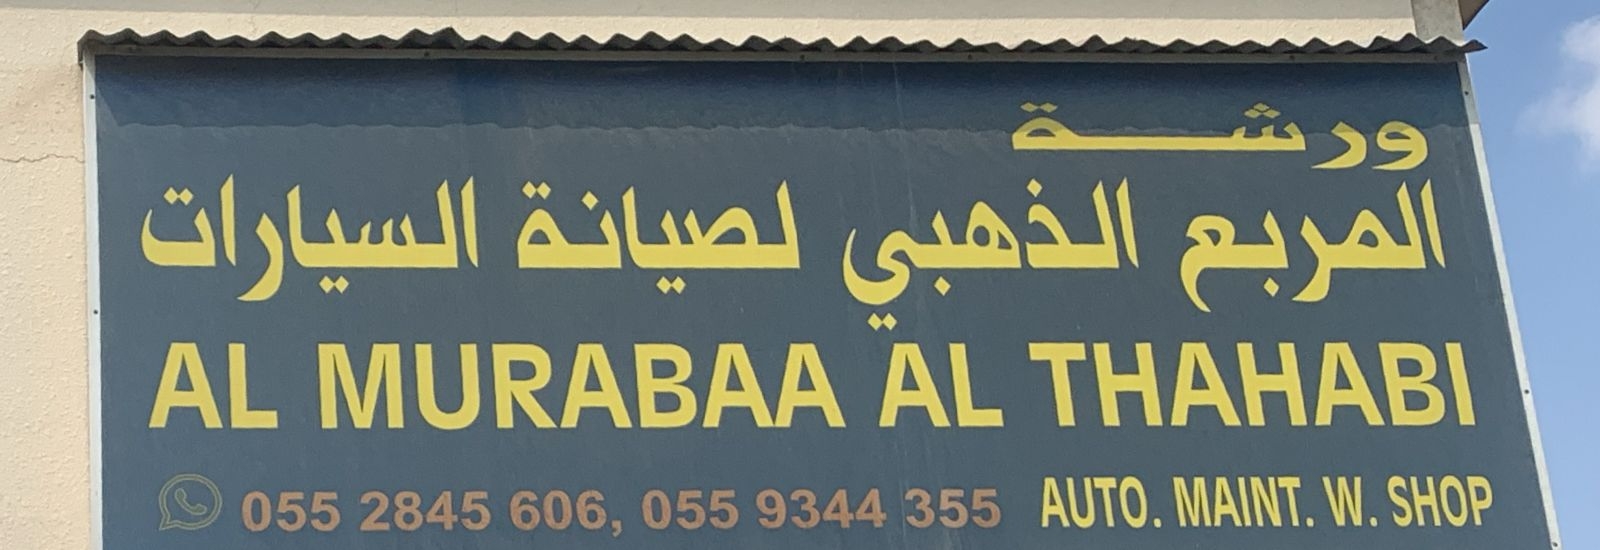 ورشة
المربع الذهبي لصيانة السيارات
AL MURABAA AL THAHABI
055 2845 606, 055 9344 355 AUTO. MAINT. W. SHOP